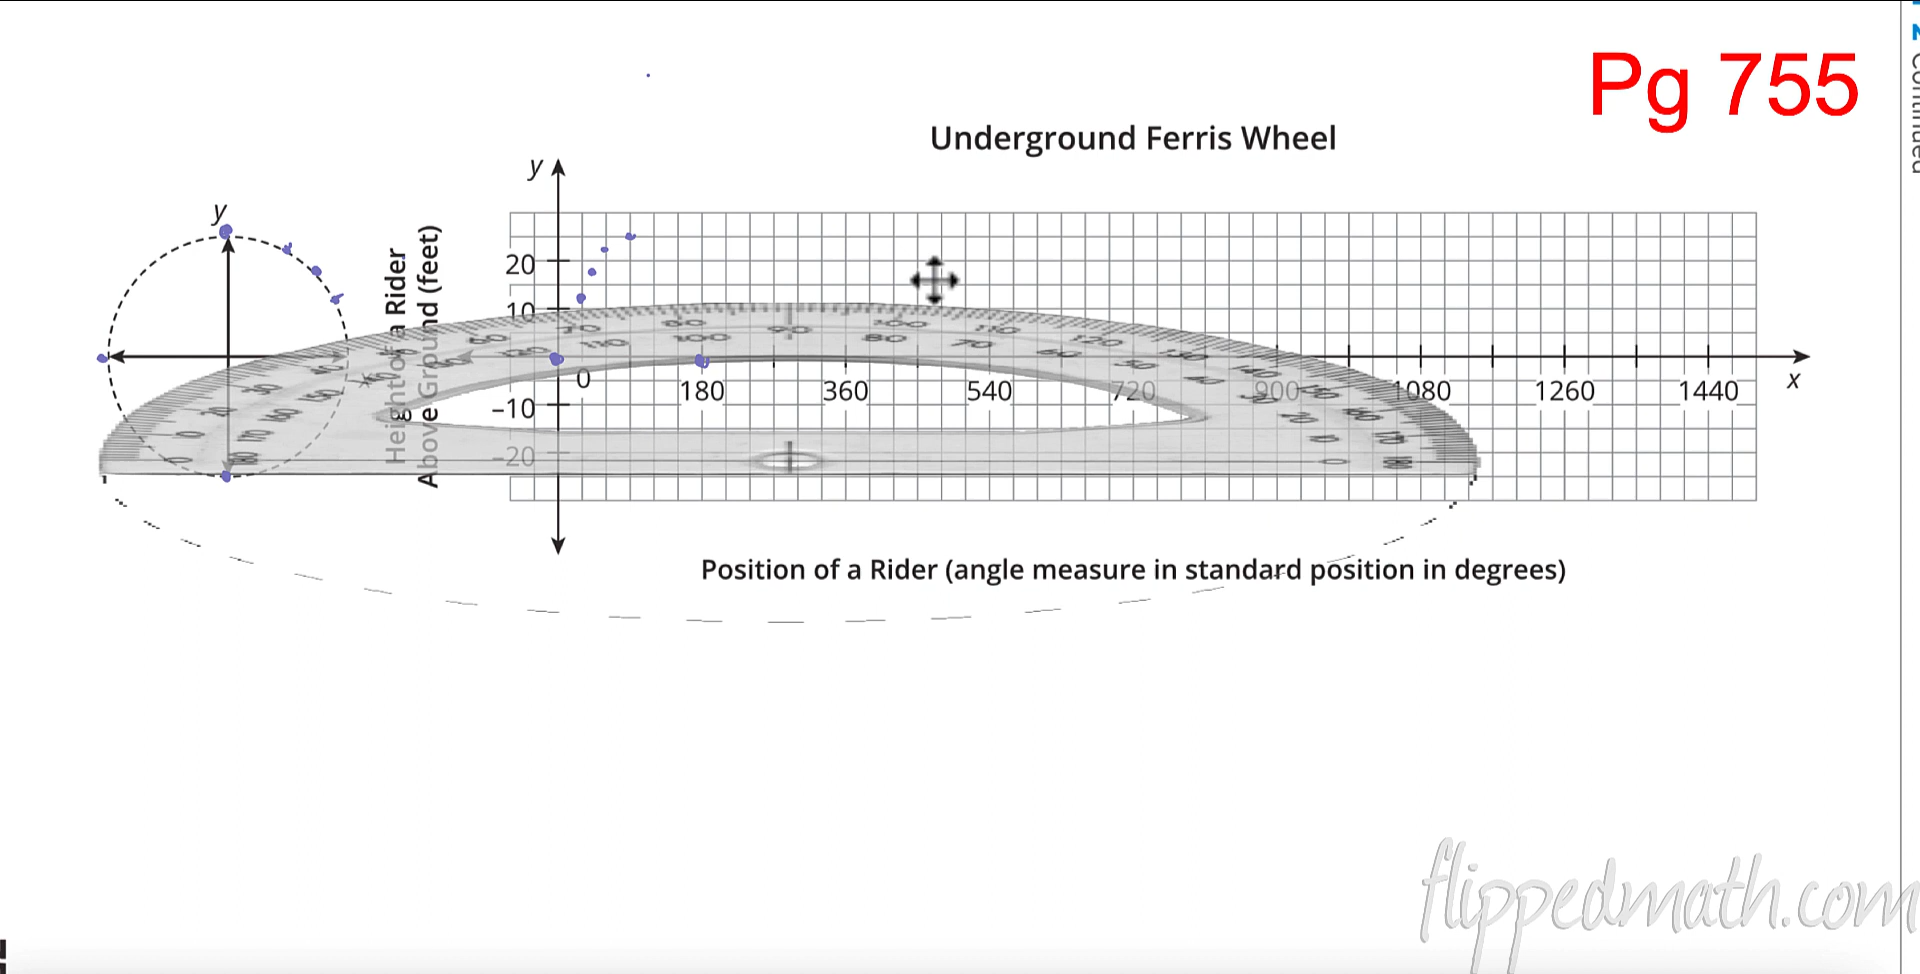 Pg 755
Continued
Underground Ferris Wheel
y
y
Height of a Rider
Above Ground (feet)
20
10
0
180
360
540
720
900
1080
1260
1440
x
-10
-20
Position of a Rider (angle measure in standard position in degrees)
flippedmath.com